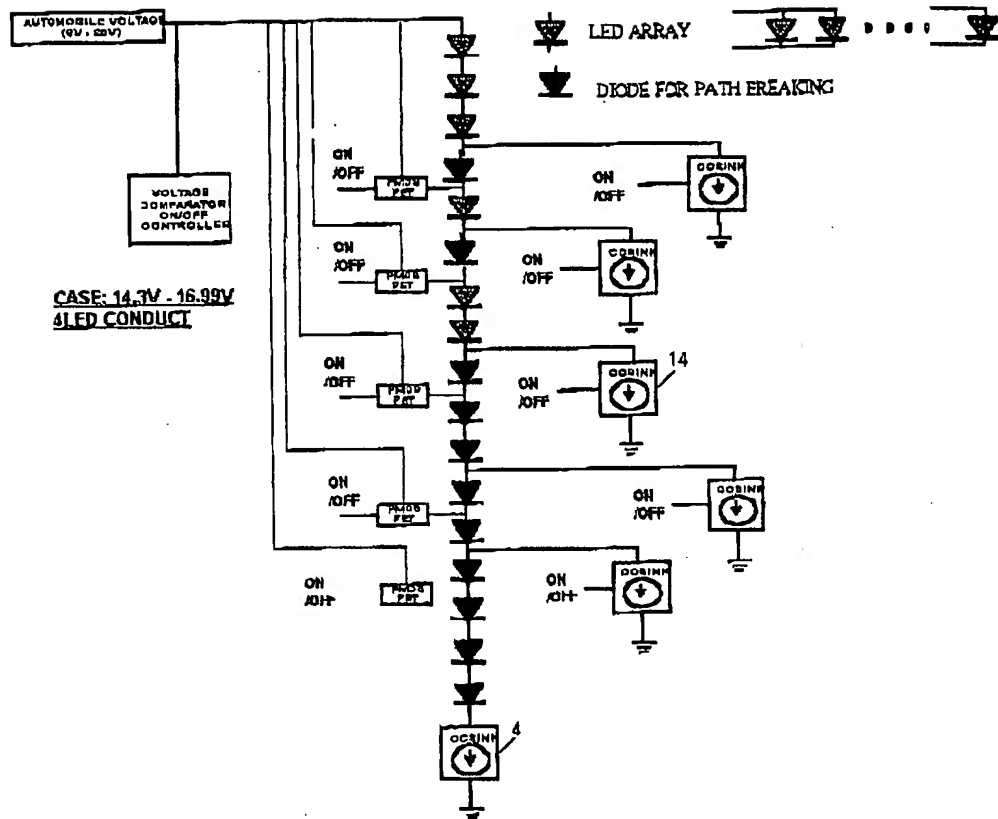 AUTOMOBILE VOLTAGE
LED ARRAY
DIODE FOR PATH BREAKING
VOLTAGE
COMPARATOR
ON/OFF
CONTROLLER
CASE: 14.3V - 16.99V
4LED CONDUCT
ON
/OFF
PMOS
FET
ON
/OFF
CCSINK
ON
/OFF
PMOS
FET
ON
/OFF
CCSINK
ON
/OFF
PMOS
FET
ON
/OFF
CCSINK
14
ON
/OFF
PMOS
FET
ON
/OFF
CCSINK
ON
/OFF
PMOS
FET
ON
/OFF
CCSINK
CCSINK
4